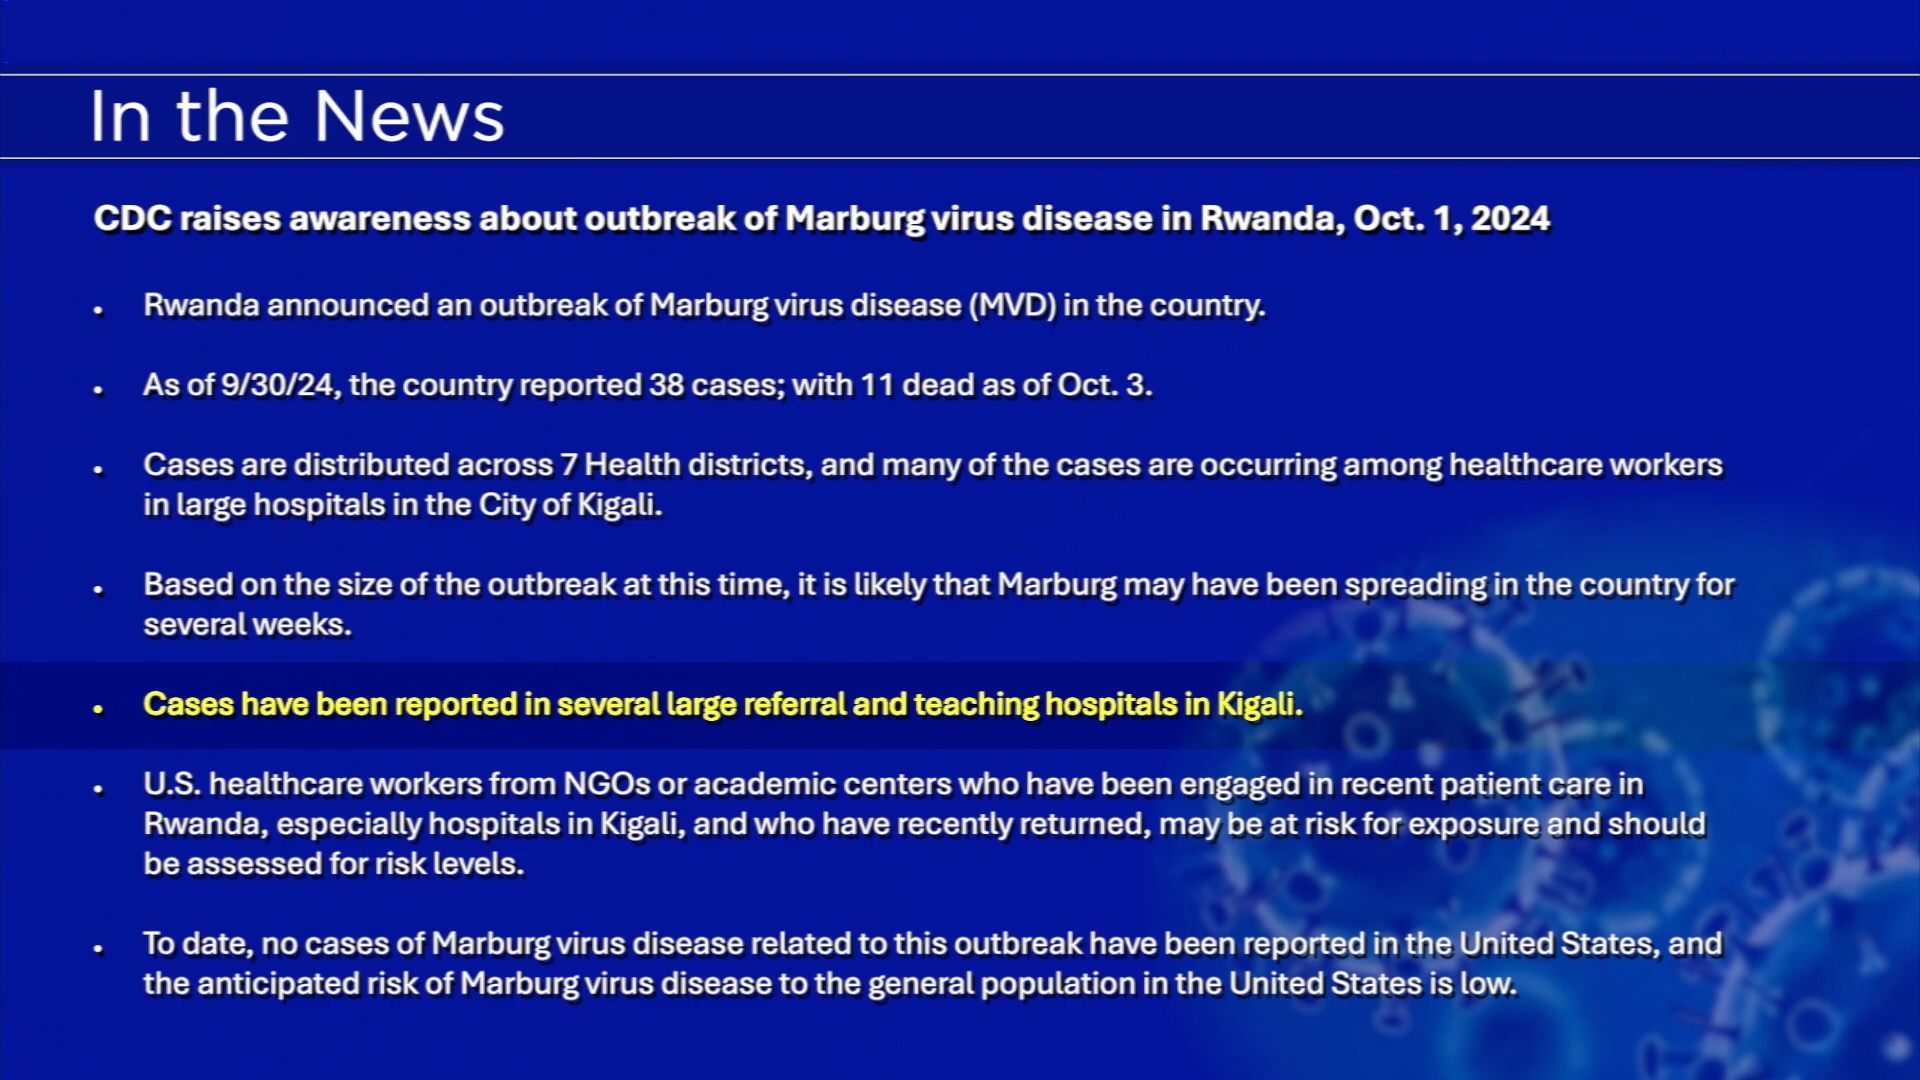 In the News
CDC raises awareness about outbreak of Marburg virus disease in Rwanda, Oct. 1, 2024
• Rwanda announced an outbreak of Marburg virus disease (MVD) in the country.
• As of 9/30/24, the country reported 38 cases; with 11 dead as of Oct. 3.
• Cases are distributed across 7 Health districts, and many of the cases are occurring among healthcare workers
in large hospitals in the City of Kigali.
• Based on the size of the outbreak at this time, it is likely that Marburg may have been spreading in the country for
several weeks.
• Cases have been reported in several large referral and teaching hospitals in Kigali.
• U.S. healthcare workers from NGOs or academic centers who have been engaged in recent patient care in
Rwanda, especially hospitals in Kigali, and who have recently returned, may be at risk for exposure and should
be assessed for risk levels.
• To date, no cases of Marburg virus disease related to this outbreak have been reported in the United States, and
the anticipated risk of Marburg virus disease to the general population in the United States is low.